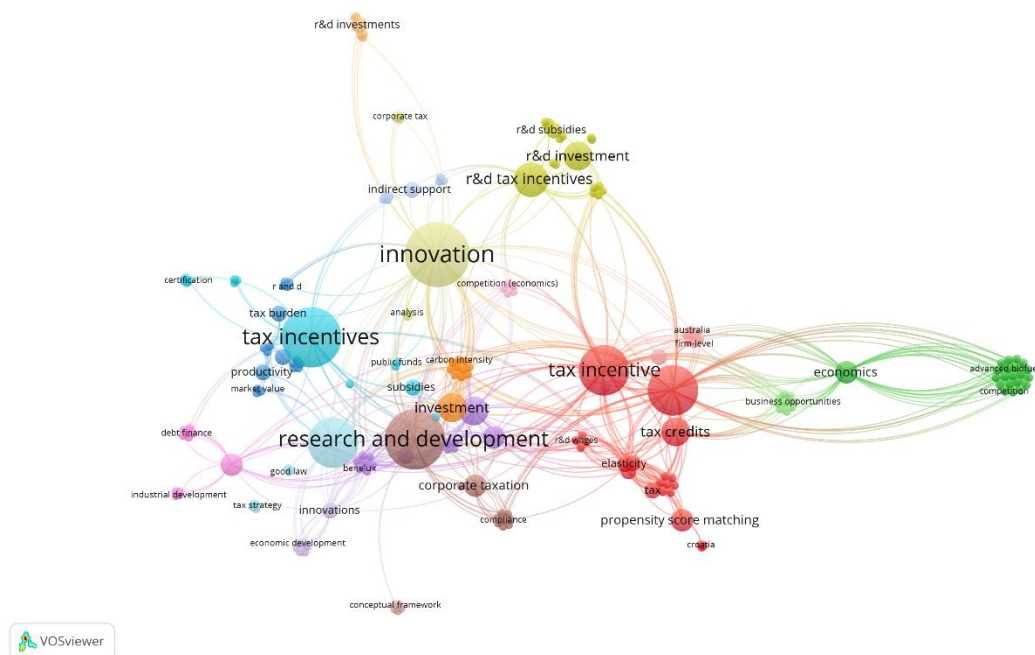 r&d investments
corporate tax
r&d subsidies
r&d investment
r&d tax incentives
indirect support
innovation
certification
r and d
competition (economics)
tax burden
analysis
tax incentives
australia
firm-level
public funds
carbon intensity
tax incentive
economics
advanced biofue
productivity
market value
subsidies
competition
investment
business opportunities
debt finance
research and development
r&d wages
tax credits
good law
benelux
elasticity
industrial development
corporate taxation
tax
tax strategy
innovations
compliance
propensity score matching
economic development
croatia
conceptual framework
VOSviewer